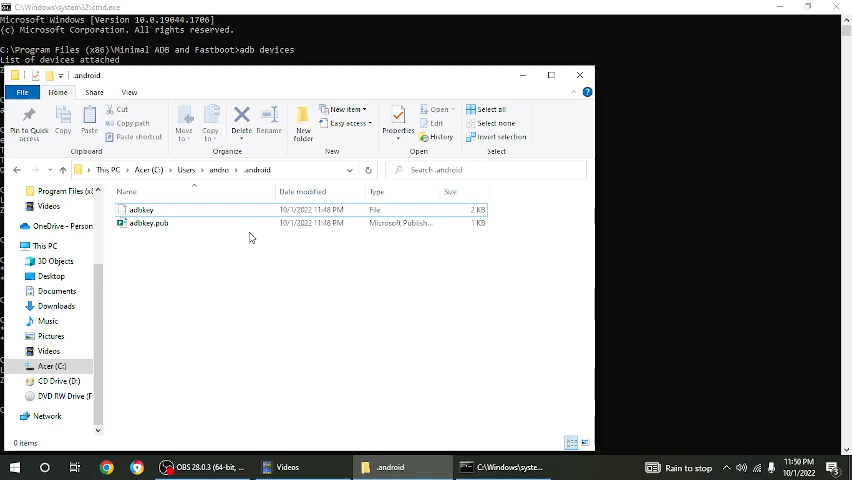 C:\Windows\system32\cmd.exe
Microsoft Windows [Version 10.0.19044.1706]
(c) Microsoft Corporation. All rights reserved.
C:\Program Files (x86)\Minimal ADB and Fastboot>adb devices
List of devices attached
.android
File
Home
Share
View
Pin to Quick access
Copy
Paste
Cut
Copy path
Paste shortcut
Clipboard
Move to
Copy to
Delete
Rename
Organize
New folder
New item
Easy access
New
Properties
Open
Edit
History
Open
Select all
Select none
Invert selection
Select
This PC > Acer (C:) > Users > andro > .android
Search .android
Name Date modified Type Size
adbkey 10/1/2022 11:48 PM File 2 KB
adbkey.pub 10/1/2022 11:48 PM Microsoft Publish... 1 KB
Program Files (x8
Videos
OneDrive - Person
This PC
3D Objects
Desktop
Documents
Downloads
Music
Pictures
Videos
Acer (C:)
CD Drive (D:)
DVD RW Drive (F:
Network
0 items
OBS 28.0.3 (64-bit, ...
Videos
.android
C:\Windows\syste...
Rain to stop
11:50 PM
10/1/2022